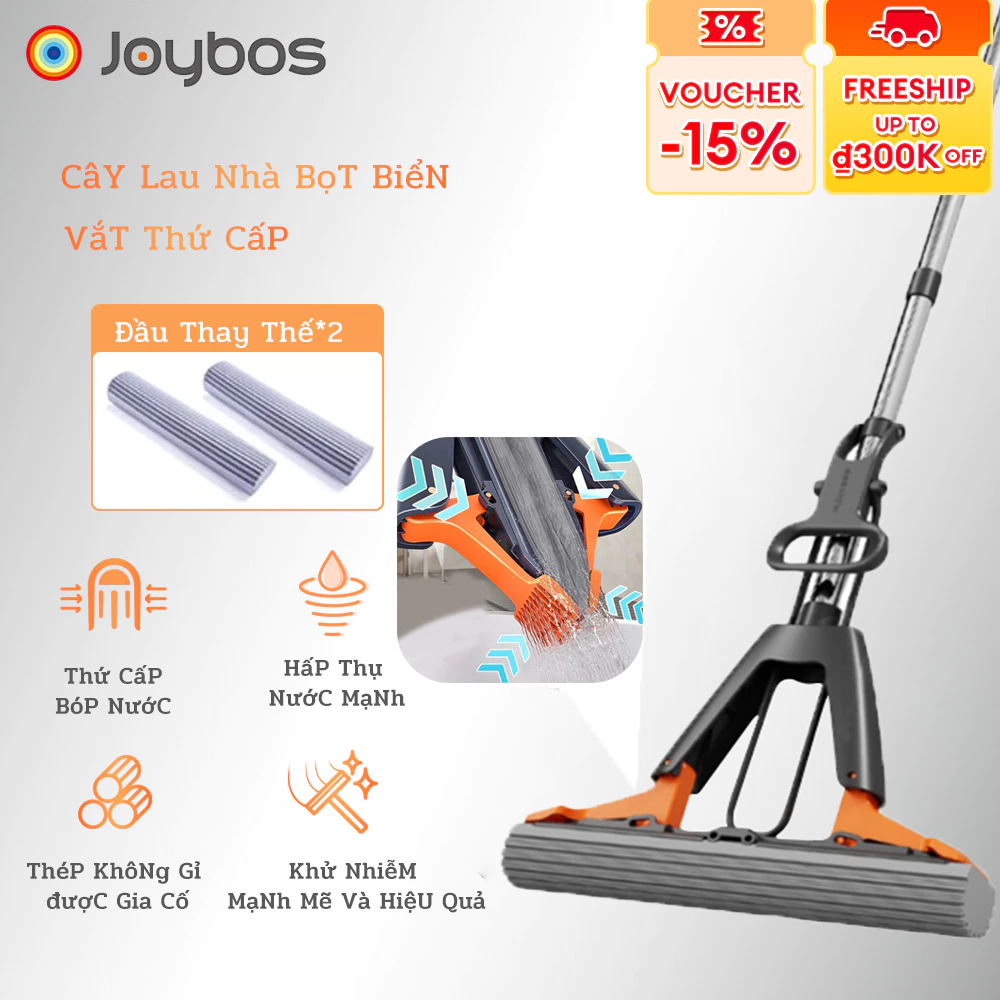 Joybos
%
VOUCHER
-15%
FREESHIP
UP TO
₫300K OFF
CâY Lau Nhà BọT BiểN
VắT Thứ CấP
Đầu Thay Thế*2
Thứ CấP
BóP NướC
HấP Thụ
NướC MạNh
ThéP KhôNg Gỉ
đượC Gia Cố
Khử NhiễM
MạNh Mẽ Và HiệU Quả